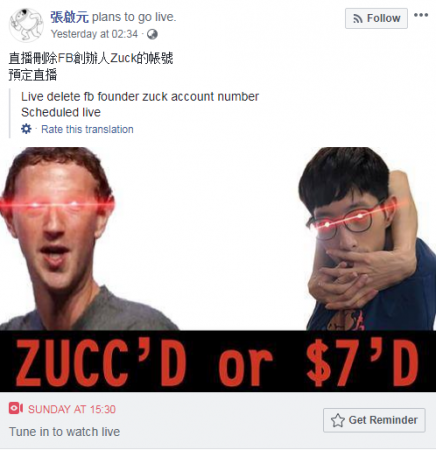 張啟元 plans to go live.
Yesterday at 02:34 ·
直播刪除FB創辦人Zuck的帳號
預定直播
Live delete fb founder zuck account number
Scheduled live
· Rate this translation
Follow
ZUCC'D or $7'D
SUNDAY AT 15:30
Tune in to watch live
Get Reminder